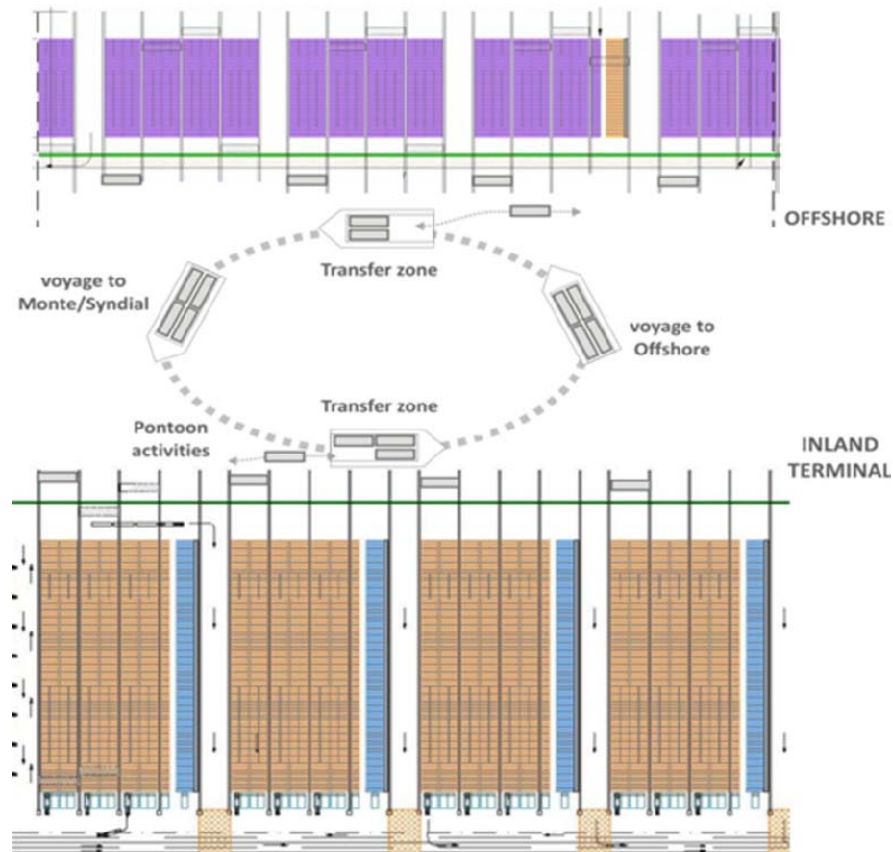 OFFSHORE
Transfer zone
voyage to
Monte/Syndial
voyage to
Offshore
Transfer zone
Pontoon
activities
INLAND
TERMINAL